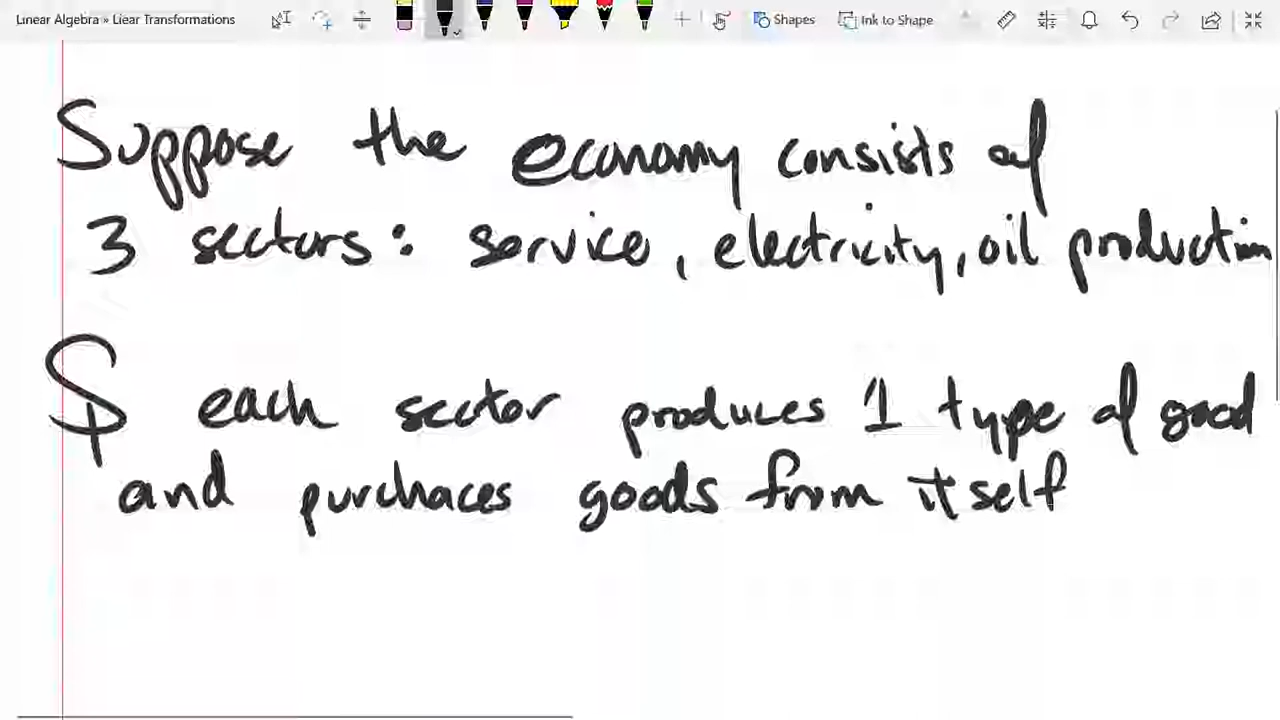 Linear Algebra » Liear Transformations
Shapes
Ink to Shape
Suppose the economy consists of
3 sectors: service, electricity, oil production
$ each sector produces 1 type of good
and purchaces goods from itself